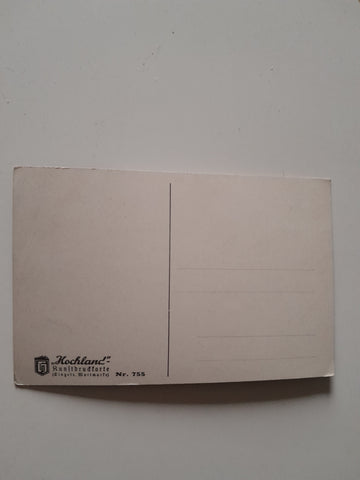 „Hochland“-
Kunstdruckkarte
(Eingetr. Wortmarke) Nr. 755